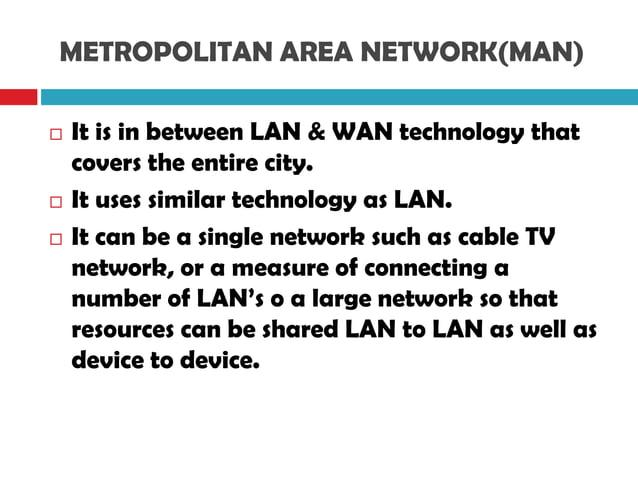 METROPOLITAN AREA NETWORK(MAN)
It is in between LAN & WAN technology that
covers the entire city.
It uses similar technology as LAN.
It can be a single network such as cable TV
network, or a measure of connecting a
number of LAN’s o a large network so that
resources can be shared LAN to LAN as well as
device to device.